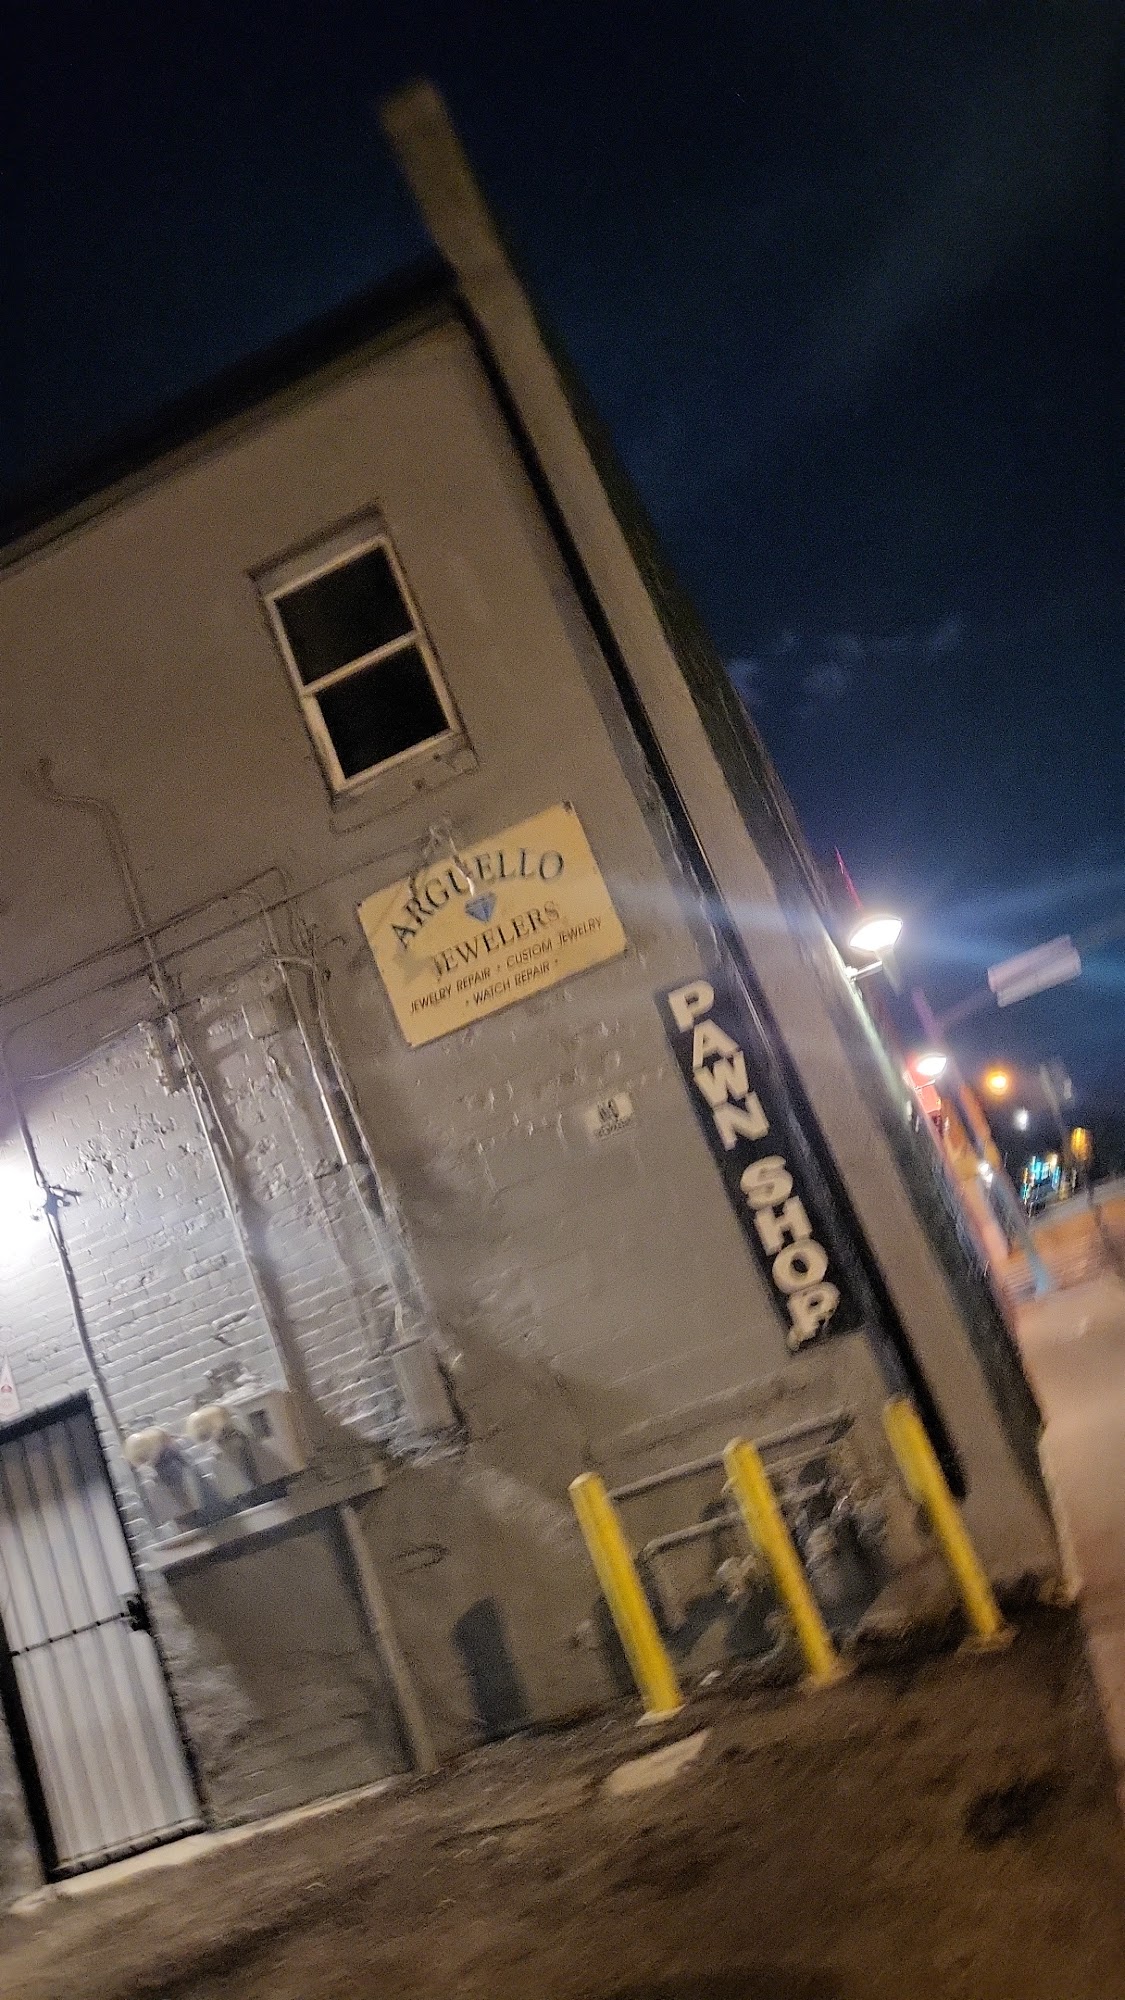 ARGUELLO
JEWELERS
JEWELRY REPAIR • CUSTOM JEWELRY
• WATCH REPAIR •
PAWN SHOP